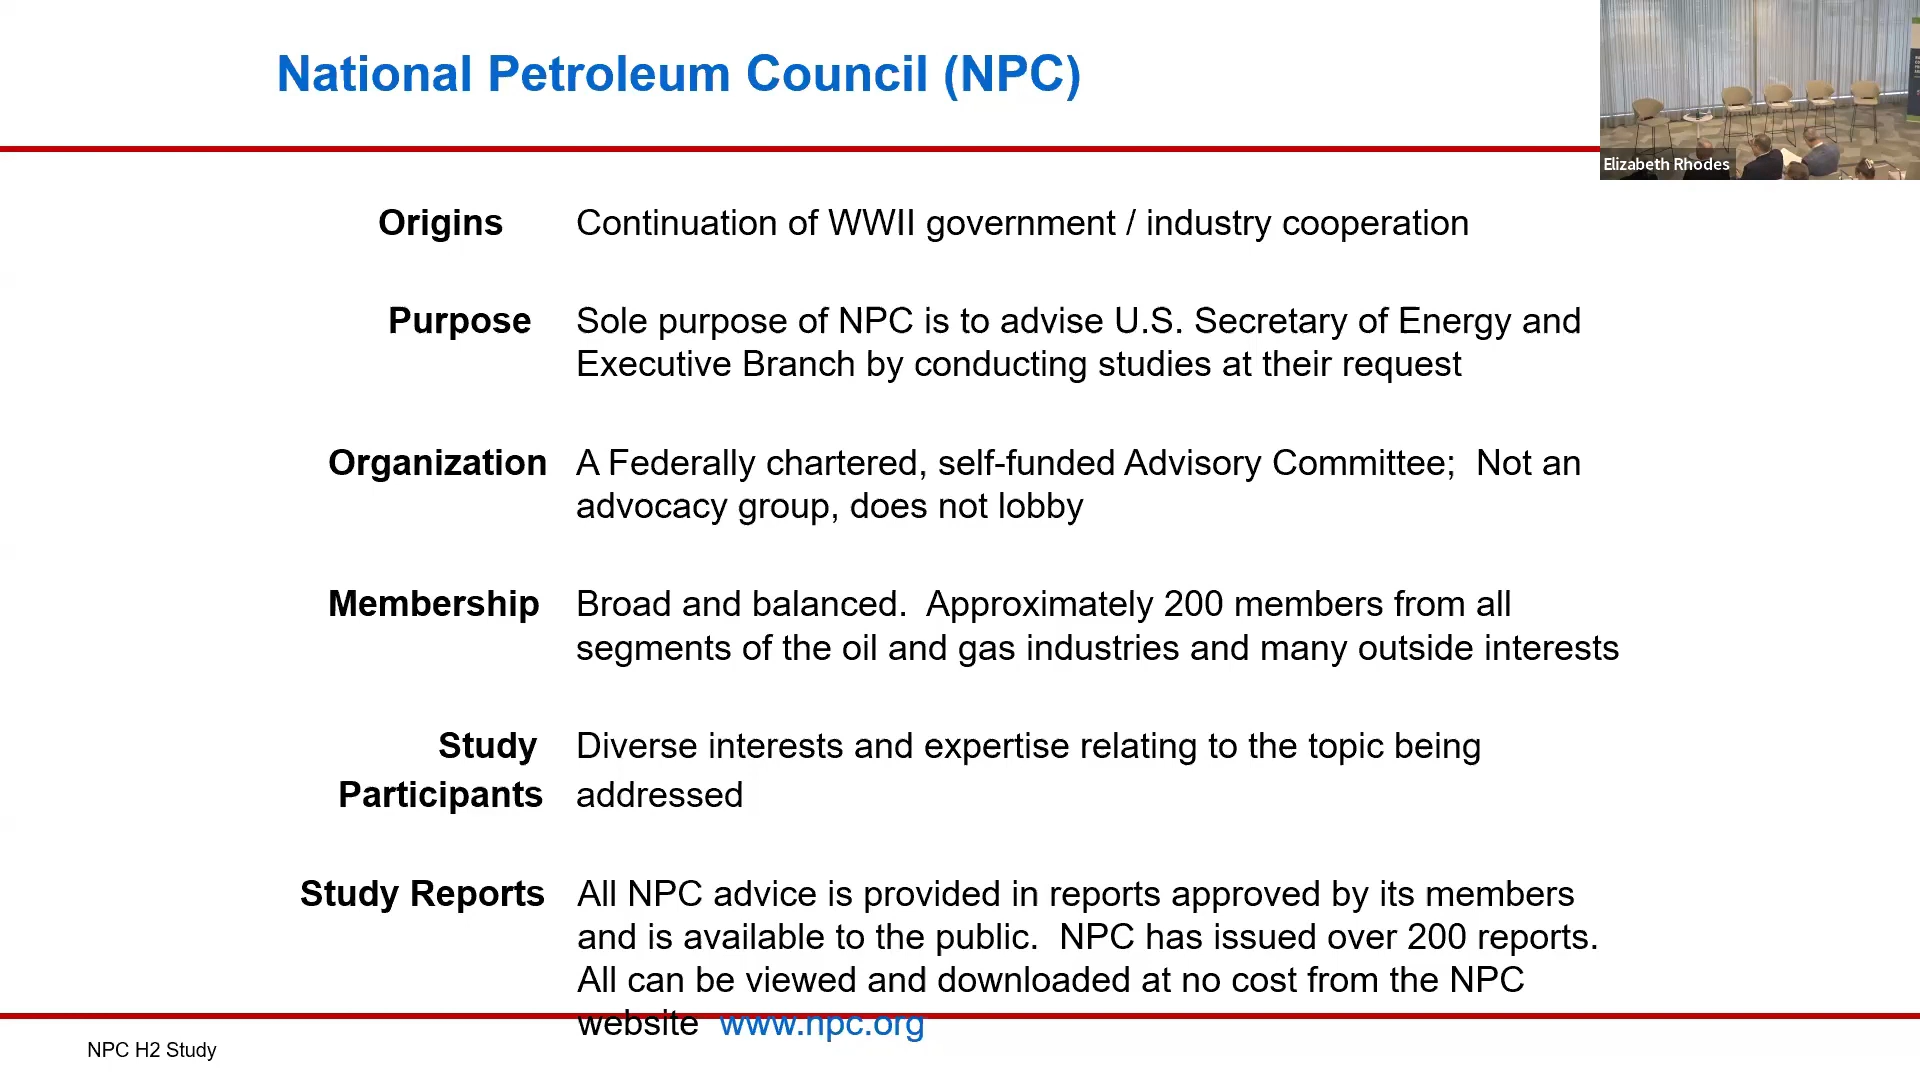 National Petroleum Council (NPC)
Elizabeth Rhodes
Origins Continuation of WWII government / industry cooperation
Purpose Sole purpose of NPC is to advise U.S. Secretary of Energy and
Executive Branch by conducting studies at their request
Organization A Federally chartered, self-funded Advisory Committee; Not an
advocacy group, does not lobby
Membership Broad and balanced. Approximately 200 members from all
segments of the oil and gas industries and many outside interests
Study Diverse interests and expertise relating to the topic being
Participants addressed
Study Reports All NPC advice is provided in reports approved by its members
and is available to the public. NPC has issued over 200 reports.
All can be viewed and downloaded at no cost from the NPC
website www.npc.org
NPC H2 Study